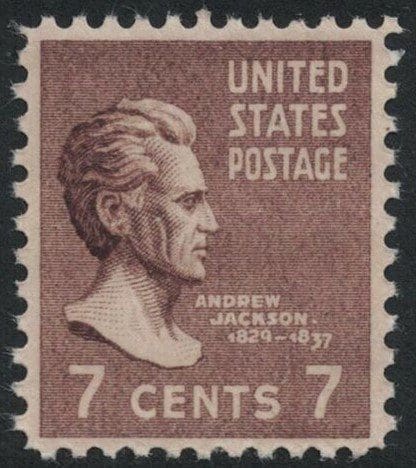 UNITED
STATES
POSTAGE
ANDREW
JACKSON.
1829-1837
7 CENTS 7